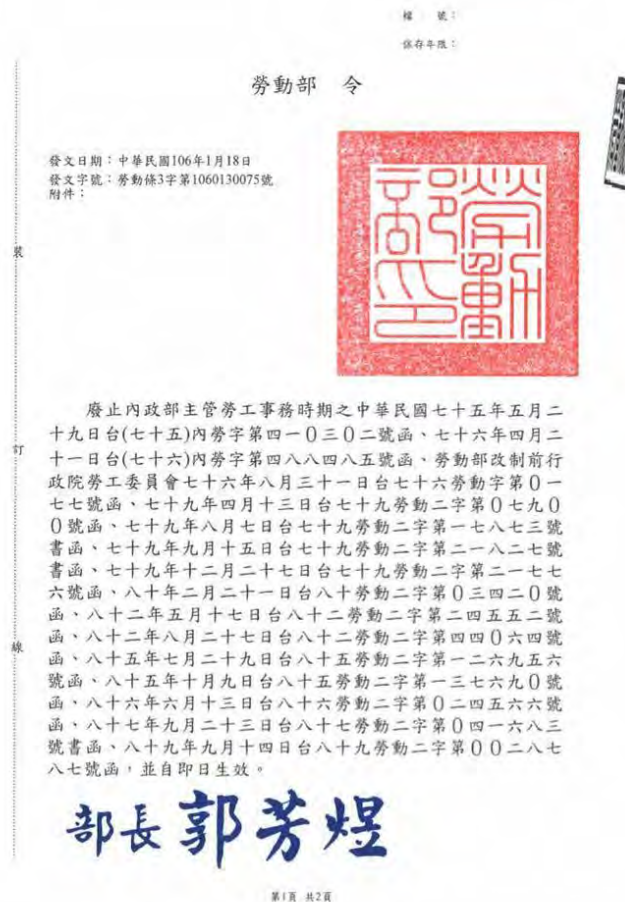 檔　號：
保存年限：
勞動部　令
發文日期：中華民國106年1月18日
發文字號：勞動條3字第1060130075號
附件：
勞動部印
裝
訂
線
廢止內政部主管勞工事務時期之中華民國七十五年五月二
十九日台(七十五)內勞字第四一0三0二號函、七十六年四月二
十一日台(七十六)內勞字第四八八四八五號函、勞動部改制前行
政院勞工委員會七十六年八月三十一日台七十六勞動字第0一
七七號函、七十九年四月十三日台七十九勞動二字第0七九0
0號函、七十九年八月七日台七十九勞動二字第一七八七三號
書函、七十九年九月十五日台七十九勞動二字第二一八二七號
書函、七十九年十二月二十七日台七十九勞動二字第二一七七
六號函、八十年二月二十一日台八十勞動二字第0三四二0號
函、八十二年五月十七日台八十二勞動二字第二四五五二號
函、八十二年八月二十七日台八十二勞動二字第四四0六四號
函、八十五年七月二十九日台八十五勞動二字第一二六九五六
號函、八十五年十月九日台八十五勞動二字第一三七六九0號
函、八十六年六月十三日台八十六勞動二字第0二四五六六號
函、八十七年九月二十三日台八十七勞動二字第0四一六八三
號書函、八十九年九月十四日台八十九勞動二字第00二八七
八七號函，並自即日生效。
部長郭芳煜
第1頁 共2頁